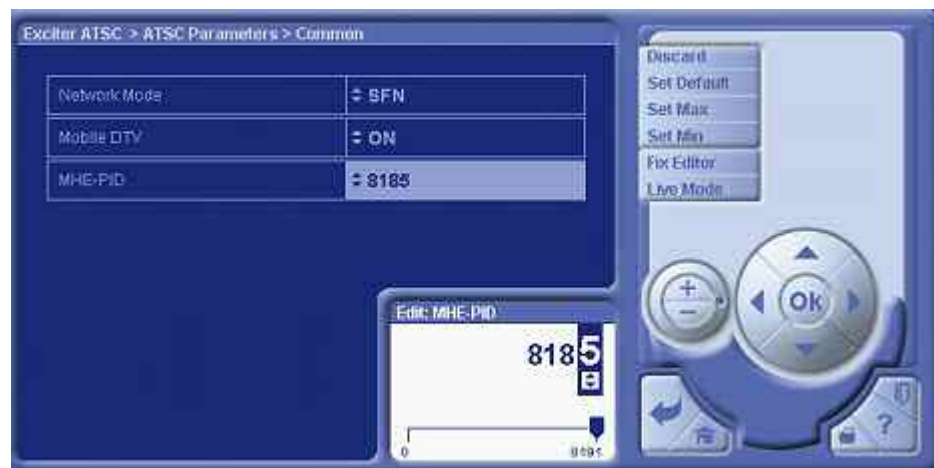 Exciter ATSC > ATSC Parameters > Common
Network Mode SFN
Mobile DTV ON
MHE-PID 8185
Edit: MHE-PID
8185
0 8191
Discard
Set Default
Set Max
Set Min
Fix Editor
Live Mode
+
-
Ok
?